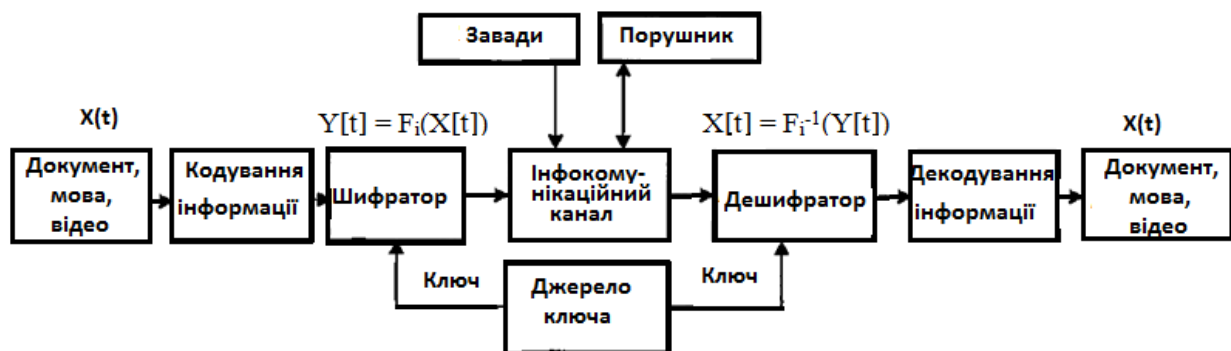 Завади
Порушник
X(t)
Y[t] = Fi(X[t])
X[t] = Fi-1(Y[t])
X(t)
Документ,
мова,
відео
Кодування
інформації
Шифратор
Інфокому-
нікаційний
канал
Дешифратор
Декодування
інформації
Документ,
мова,
відео
Ключ
Джерело
ключа
Ключ